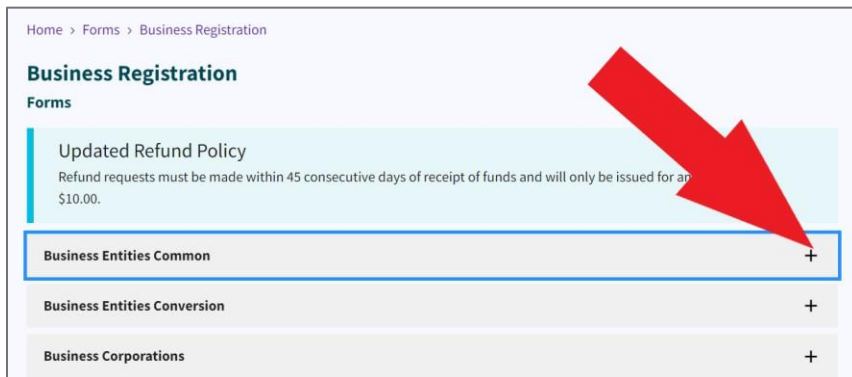 Home > Forms > Business Registration
Business Registration
Forms
Updated Refund Policy
Refund requests must be made within 45 consecutive days of receipt of funds and will only be issued for
$10.00.
Business Entities Common +
Business Entities Conversion +
Business Corporations +